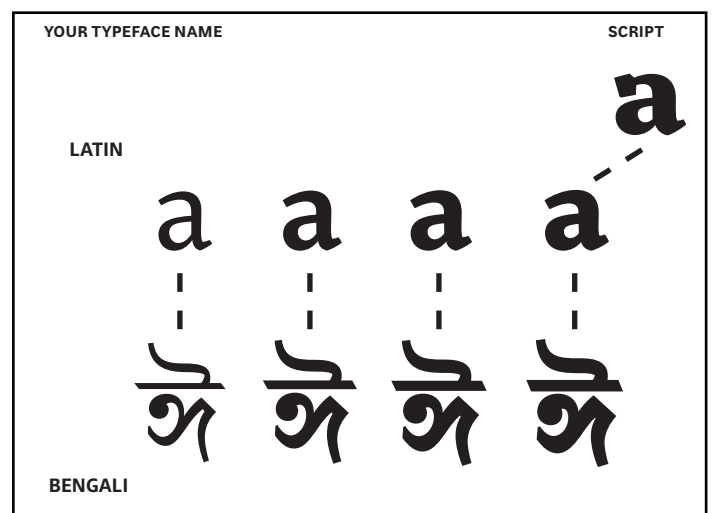 YOUR TYPEFACE NAME SCRIPT
a
LATIN
a a a a
ঈ ঈ ঈ ঈ
BENGALI